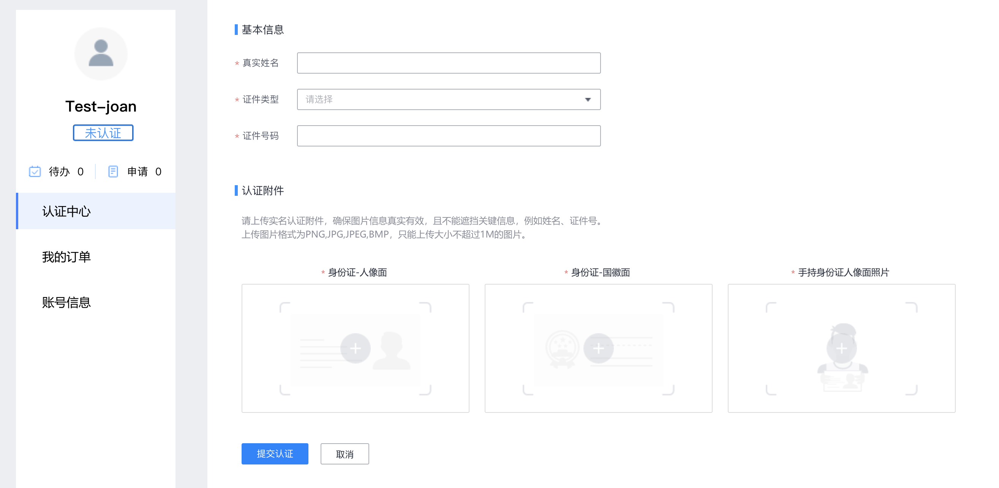 Test-joan
未认证
待办 0 申请 0
认证中心
我的订单
账号信息
基本信息
* 真实姓名
* 证件类型 请选择
* 证件号码
认证附件
请上传实名认证附件，确保图片信息真实有效，且不能遮挡关键信息，例如姓名、证件号。
上传图片格式为PNG,JPG,JPEG,BMP，只能上传大小不超过1M的图片。
* 身份证-人像面
* 身份证-国徽面
* 手持身份证人像面照片
提交认证 取消